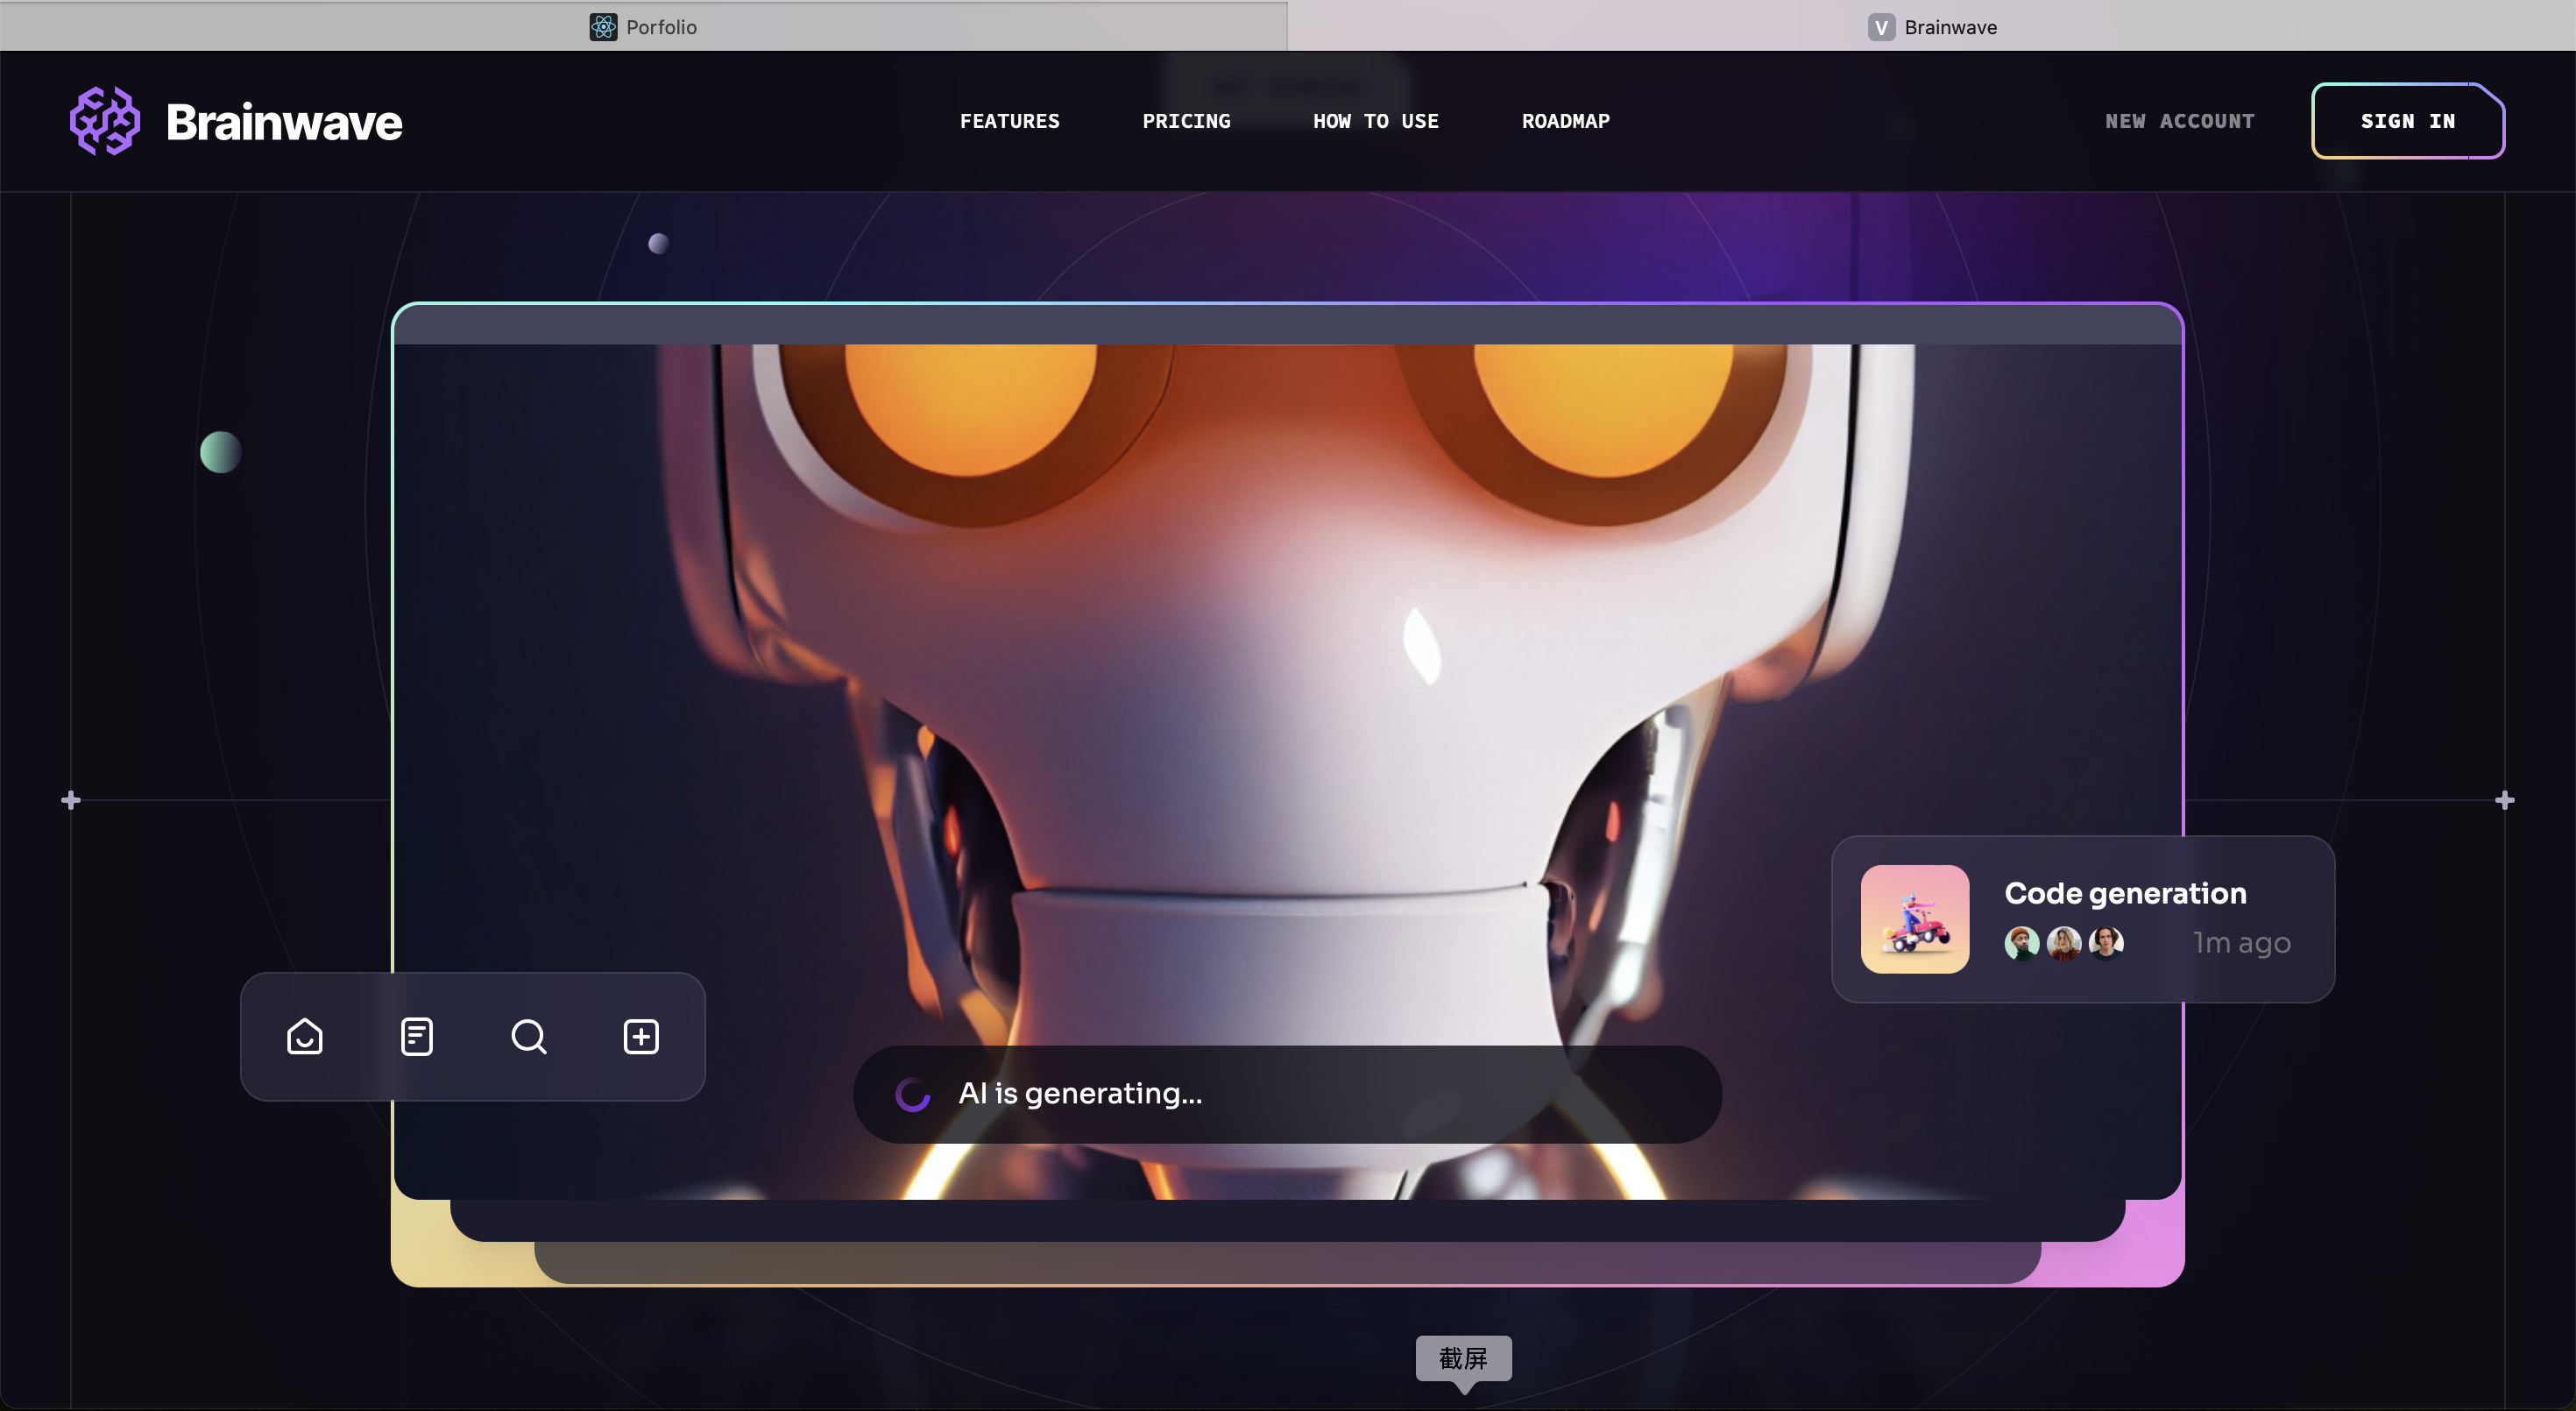 Porfolio
V Brainwave
Brainwave
FEATURES
PRICING
HOW TO USE
ROADMAP
NEW ACCOUNT
SIGN IN
Code generation
1m ago
AI is generating...
截屏